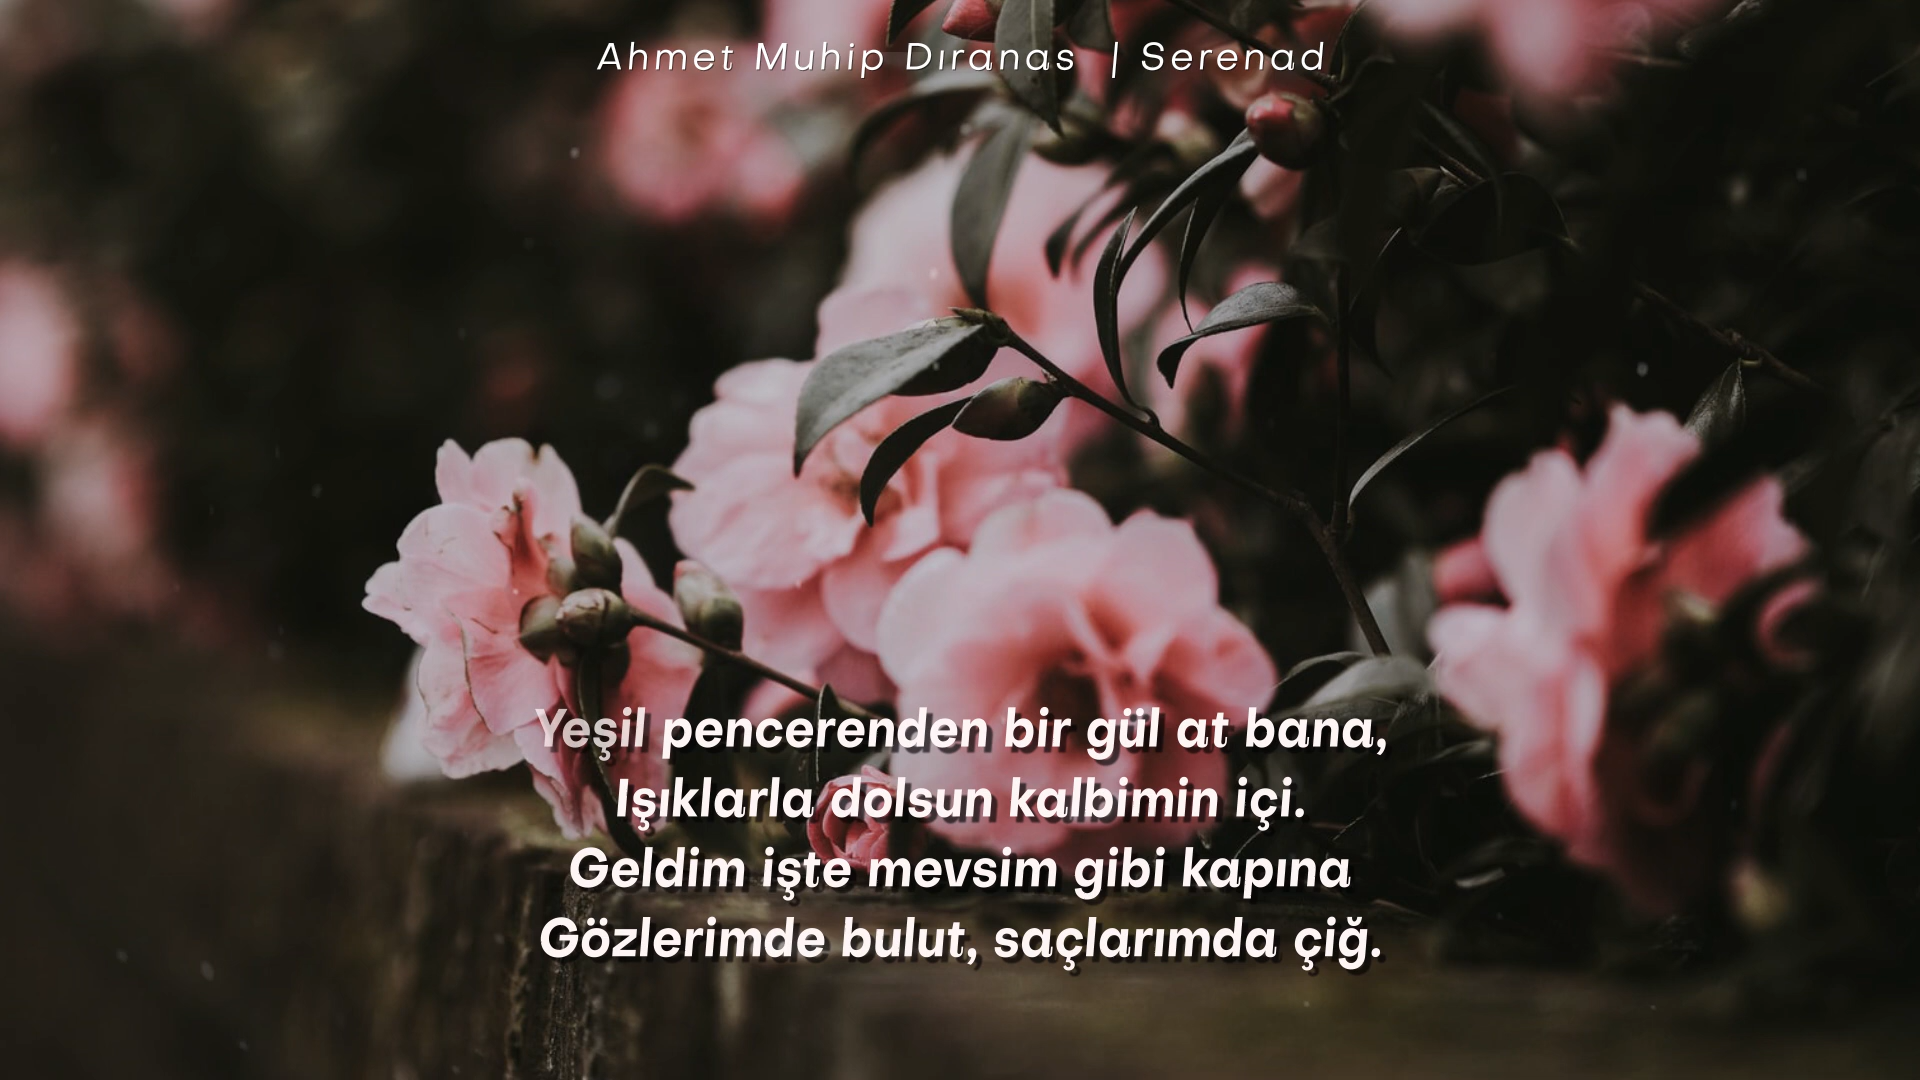 Ahmet Muhip Dıranas | Serenad
Yeşil pencerenden bir gül at bana,
Işıklarla dolsun kalbimin içi.
Geldim işte mevsim gibi kapına
Gözlerimde bulut, saçlarımda çiğ.